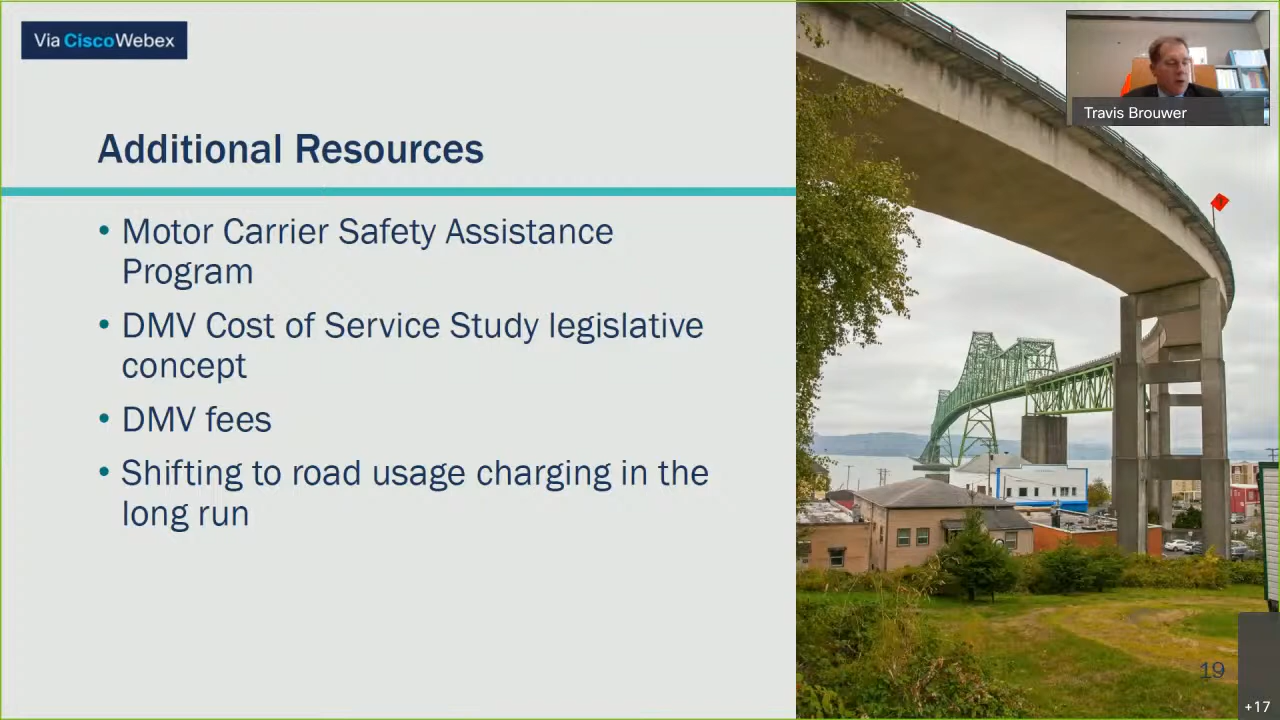 Via CiscoWebex
Travis Brouwer
Additional Resources
• Motor Carrier Safety Assistance
Program
• DMV Cost of Service Study legislative
concept
• DMV fees
• Shifting to road usage charging in the
long run
19
+17